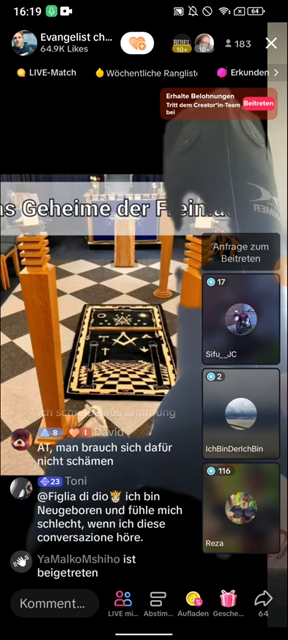 16:19
64
Evangelist ch...
64.9K Likes
10+
10+
183
LIVE-Match
Wöchentliche Rangliste
Erkunden
Erhalte Belohnungen
Tritt dem Creator*in-Team
bei
Beitreten
Geheime der
Anfrage zum
Beitreten
17
Sifu__JC
2
IchBinDerIchBin
116
Reza
8
1
David
AT, man brauch sich dafür
nicht schämen
23 Toni
@Figlia di dio ich bin
Neugeboren und fühle mich
schlecht, wenn ich diese
conversazione höre.
YaMalkoMshiho ist
beigetreten
Komment...
LIVE mi...
Abstim...
Aufladen
Gesche...
64